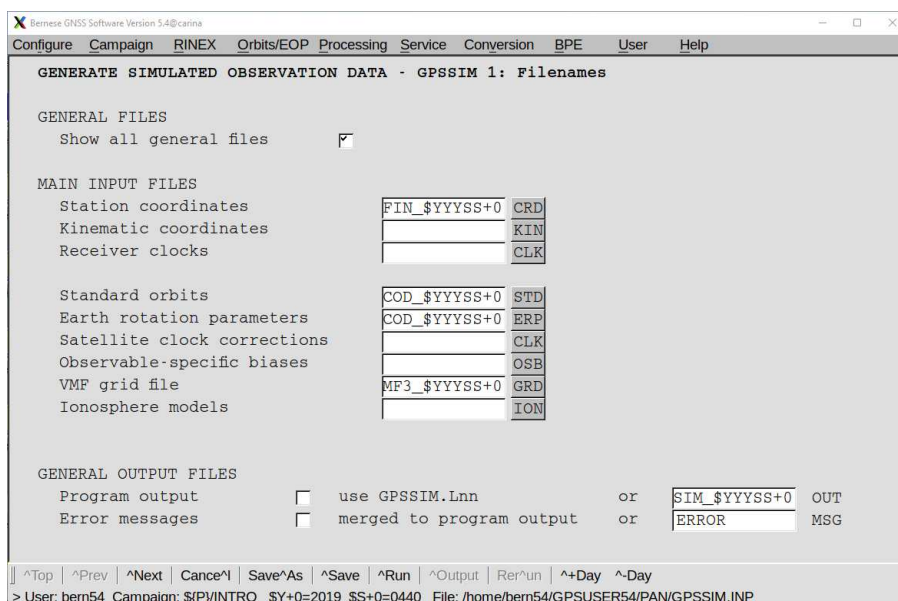 Bernese GNSS Software Version 5.4@carina
Configure Campaign RINEX Orbits/EOP Processing Service Conversion BPE User Help
GENERATE SIMULATED OBSERVATION DATA - GPSSIM 1: Filenames
GENERAL FILES
Show all general files
MAIN INPUT FILES
Station coordinates FIN_$YYYSS+0 CRD
Kinematic coordinates KIN
Receiver clocks CLK
Standard orbits COD_$YYYSS+0 STD
Earth rotation parameters COD_$YYYSS+0 ERP
Satellite clock corrections CLK
Observable-specific biases OSB
VMF grid file MF3_$YYYSS+0 GRD
Ionosphere models ION
GENERAL OUTPUT FILES
Program output use GPSSIM.Lnn or SIM_$YYYSS+0 OUT
Error messages merged to program output or ERROR MSG
^Top | ^Prev | ^Next | Cance^l | Save^As | ^Save | ^Run | ^Output | Rer^un | ^+Day ^-Day
> User: bern54 Campaign: ${P}/INTRO $Y+0=2019 $S+0=0440 File: /home/bern54/GPSUSER54/PAN/GPSSIM.INP